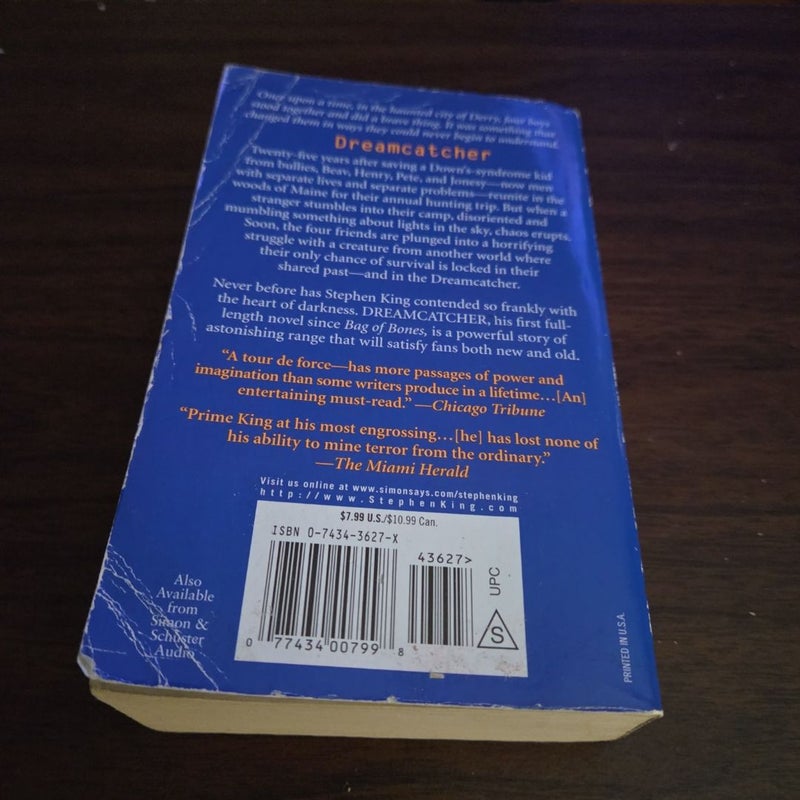 Once upon a time, in the haunted city of Derry, four boys
stood together and did a brave thing. It was something that
changed them in ways they could never begin to understand.
Dreamcatcher
Twenty-five years after saving a Down's-syndrome kid
from bullies, Beav, Henry, Pete, and Jonesy—now men
with separate lives and separate problems—reunite in the
woods of Maine for their annual hunting trip. But when a
stranger stumbles into their camp, disoriented and
mumbling something about lights in the sky, chaos erupts.
Soon, the four friends are plunged into a horrifying
struggle with a creature from another world where
their only chance of survival is locked in their
shared past—and in the Dreamcatcher.
Never before has Stephen King contended so frankly with
the heart of darkness. DREAMCATCHER, his first full-
length novel since Bag of Bones, is a powerful story of
astonishing range that will satisfy fans both new and old.
"A tour de force—has more passages of power and
imagination than some writers produce in a lifetime…[An]
entertaining must-read." —Chicago Tribune
"Prime King at his most engrossing…[he] has lost none of
his ability to mine terror from the ordinary."
—The Miami Herald
Visit us online at www.simonsays.com/stephenking
http://www.StephenKing.com
$7.99 U.S./$10.99 Can.
ISBN 0-7434-3627-X
43627>
UPC
S
0 77434 00799 8
Also
Available
from
Simon &
Schuster
Audio
PRINTED IN U.S.A.